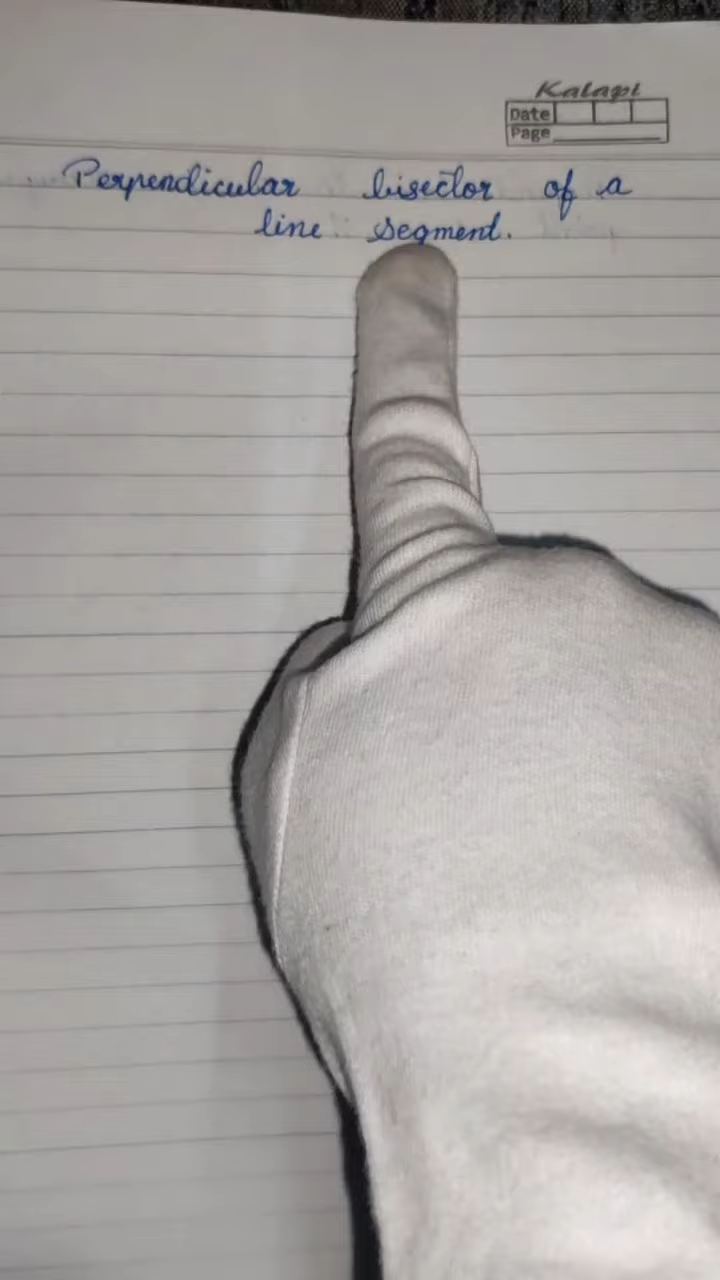 Kalapi
Date
Page
Perpendicular bisector of a
line segment.